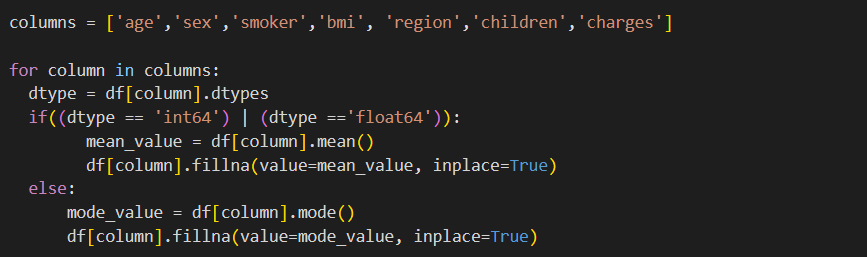 columns = ['age','sex','smoker','bmi', 'region','children','charges']
for column in columns:
  dtype = df[column].dtypes
  if((dtype == 'int64') | (dtype =='float64')):
        mean_value = df[column].mean()
        df[column].fillna(value=mean_value, inplace=True)
  else:
      mode_value = df[column].mode()
      df[column].fillna(value=mode_value, inplace=True)